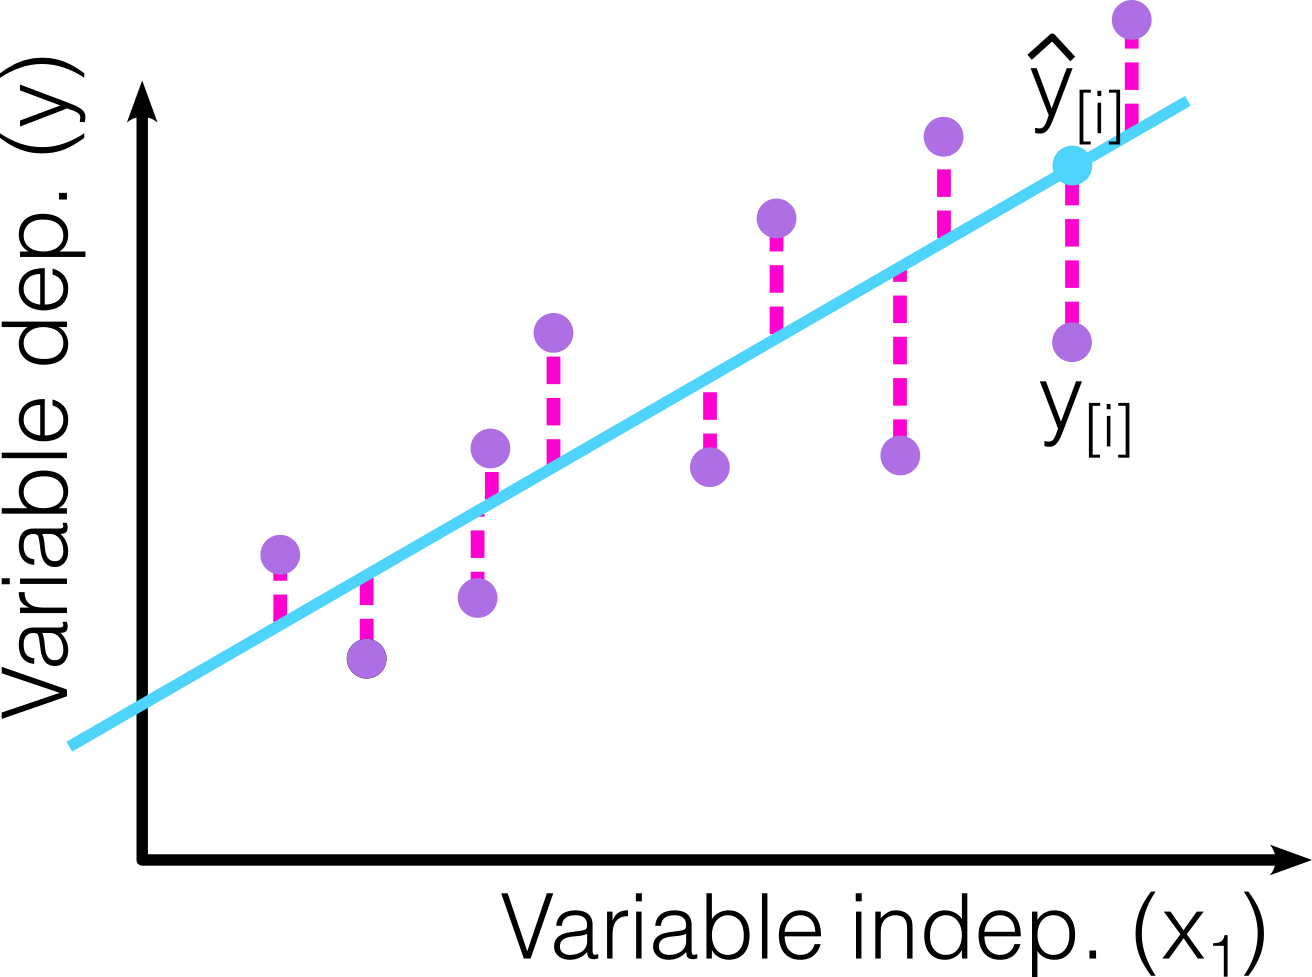 Variable dep. (y)
ŷ[i]
y[i]
Variable indep. (x₁)